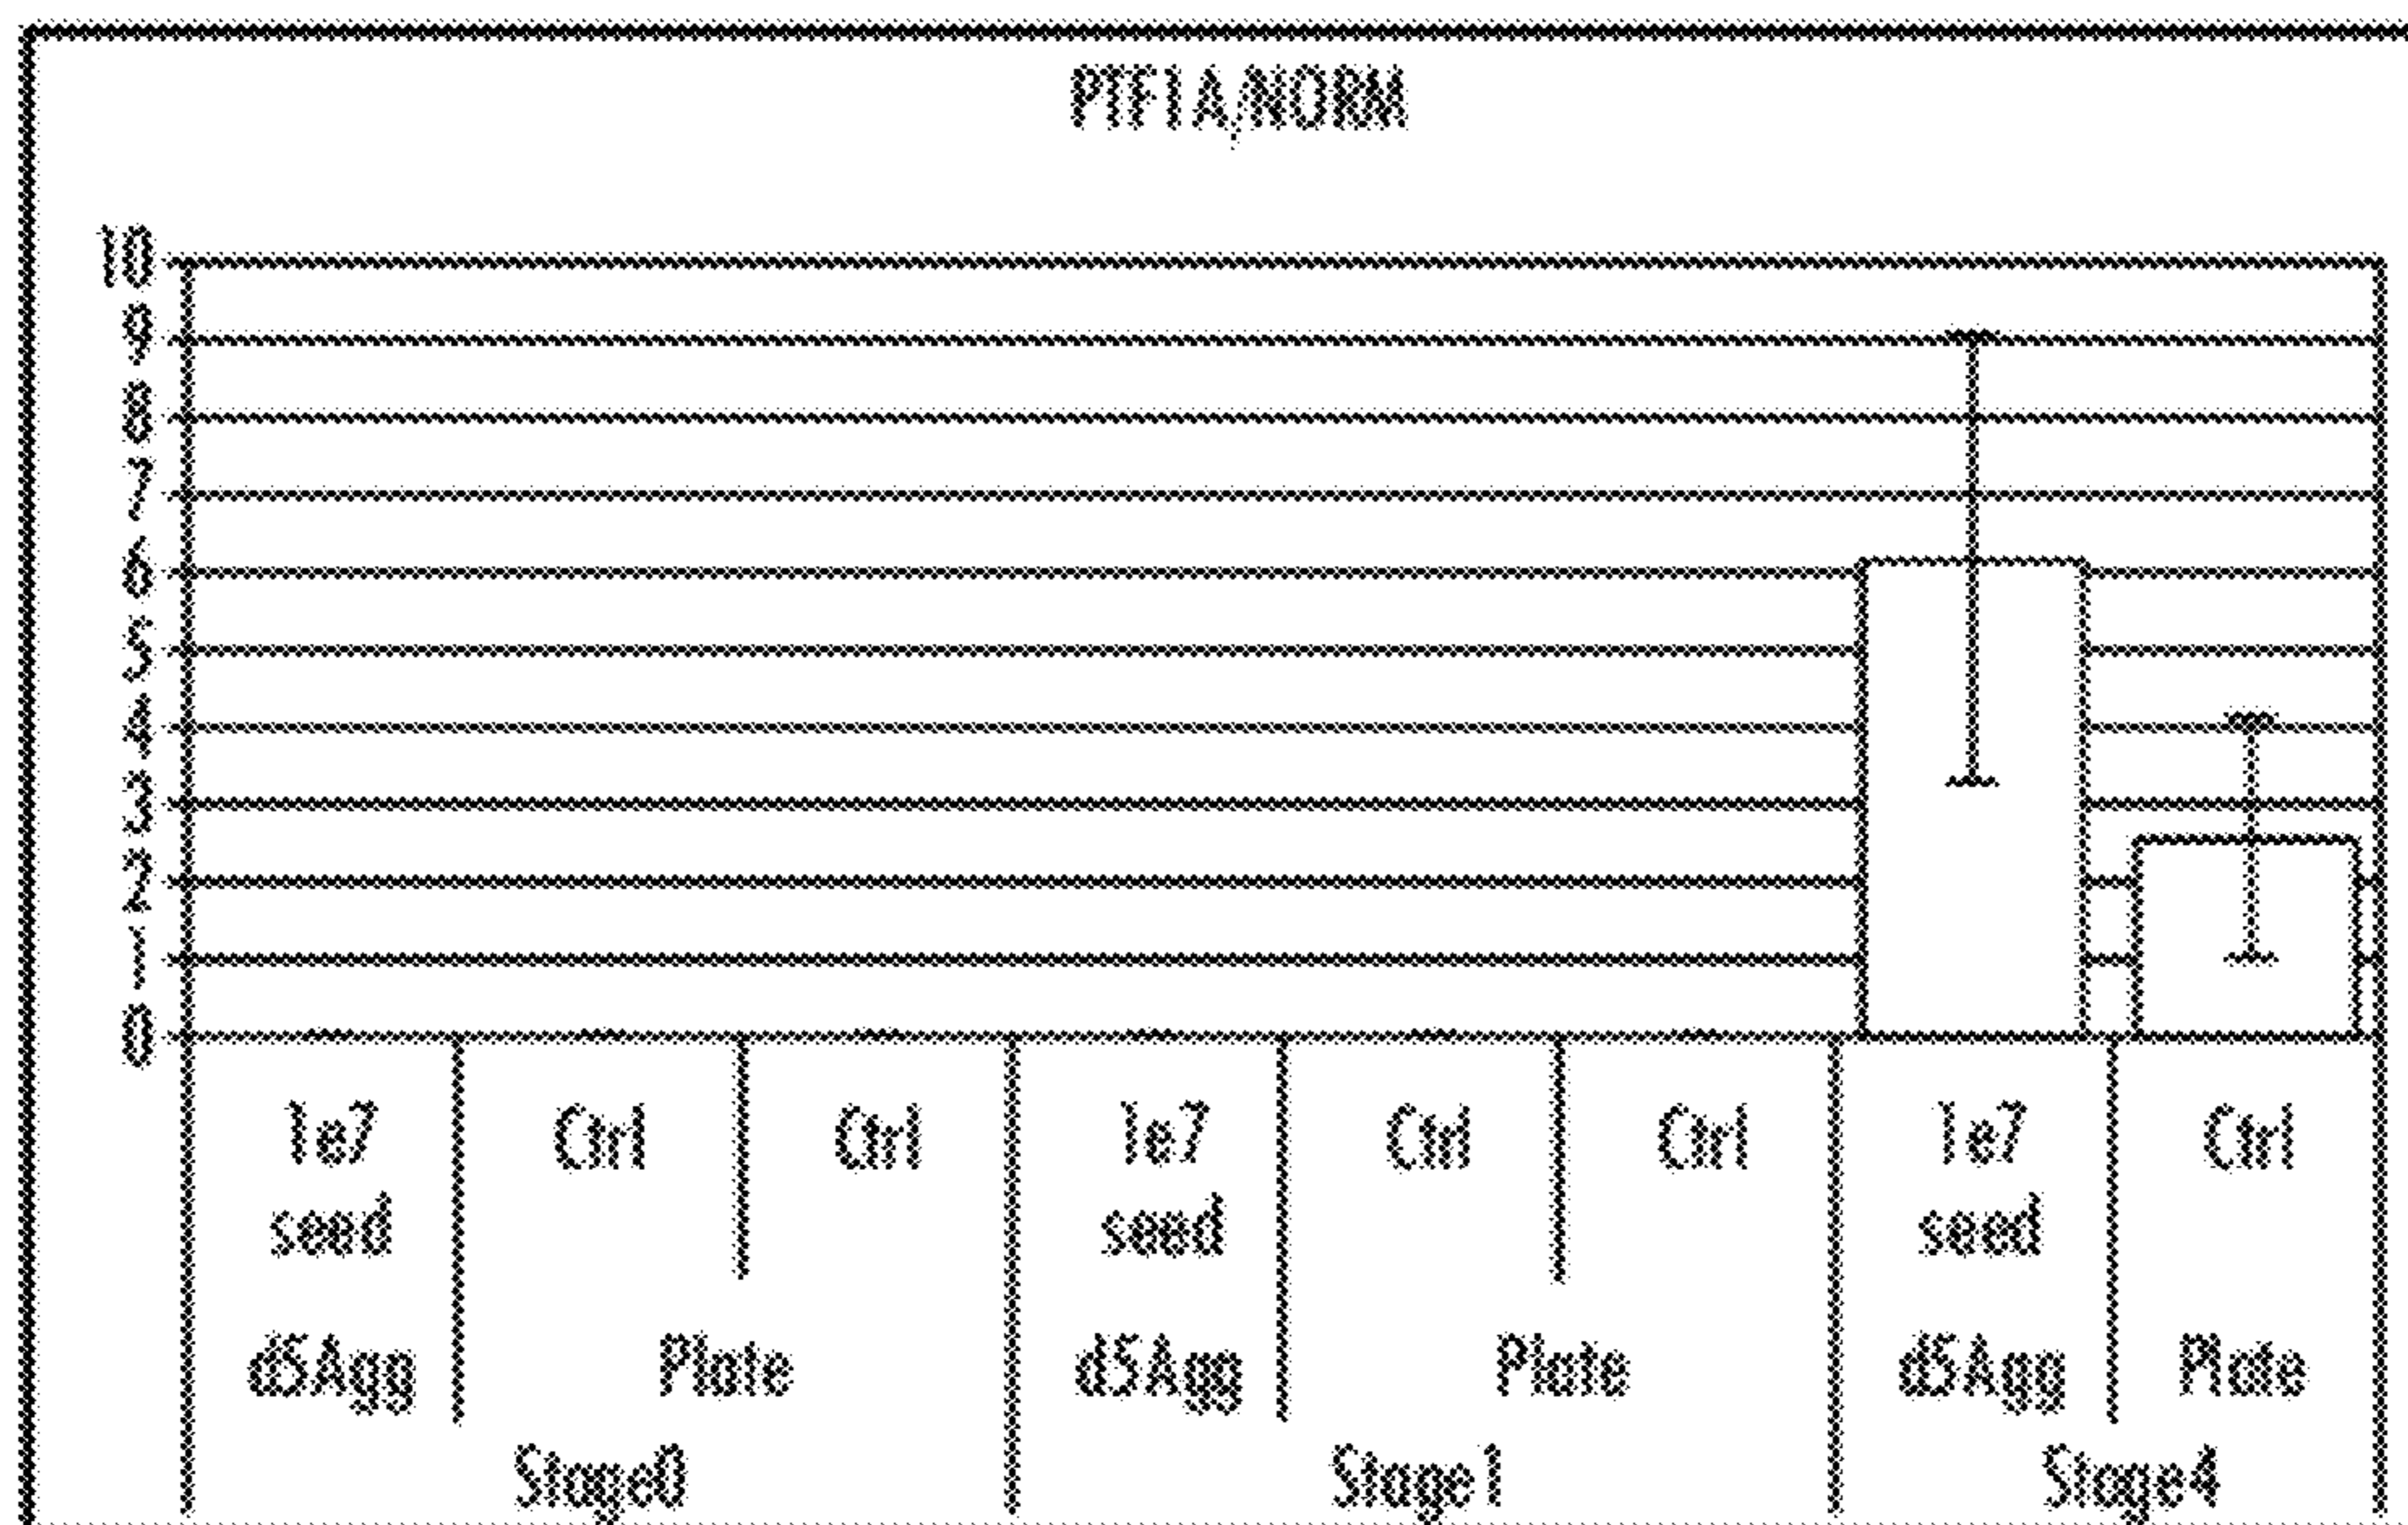 PTF1A/NORM
10
9
8
7
6
5
4
3
2
1
0
1e7 Ctrl Ctrl 1e7 Ctrl Ctrl 1e7 Ctrl
seed seed seed
d5Agg Plate d5Agg Plate d5Agg Plate
Stage0 Stage1 Stage4